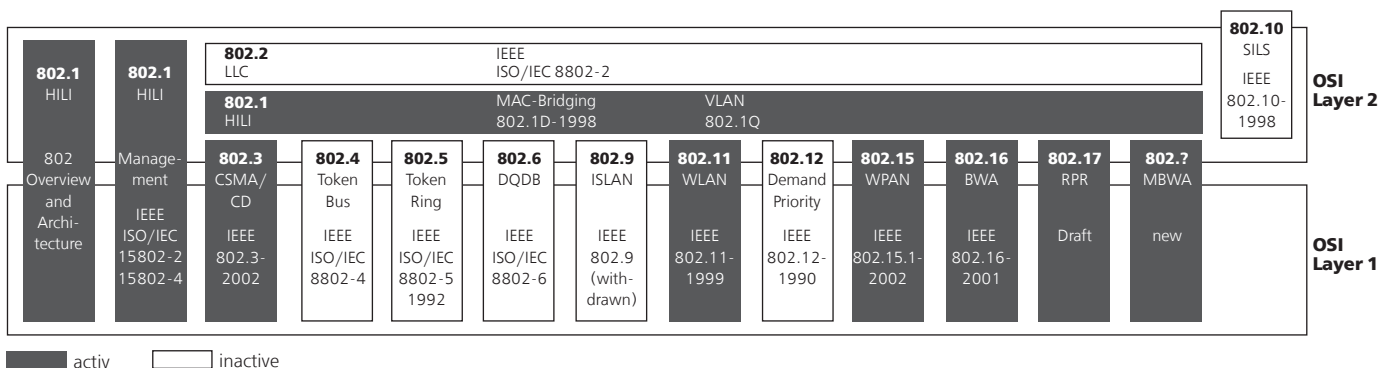 802.1
HILI
802
Overview
and
Archi-
tecture
802.1
HILI
Manage-
ment
IEEE
ISO/IEC
15802-2
15802-4
802.2 IEEE
LLC ISO/IEC 8802-2
802.1 MAC-Bridging VLAN
HILI 802.1D-1998 802.1Q
802.10
SILS
IEEE
802.10-
1998
OSI
Layer 2
802.3
CSMA/
CD
IEEE
802.3-
2002
802.4
Token
Bus
IEEE
ISO/IEC
8802-4
802.5
Token
Ring
IEEE
ISO/IEC
8802-5
1992
802.6
DQDB
IEEE
ISO/IEC
8802-6
802.9
ISLAN
IEEE
802.9
(with-
drawn)
802.11
WLAN
IEEE
802.11-
1999
802.12
Demand
Priority
IEEE
802.12-
1990
802.15
WPAN
IEEE
802.15.1-
2002
802.16
BWA
IEEE
802.16-
2001
802.17
RPR
Draft
802.?
MBWA
new
OSI
Layer 1
activ inactive